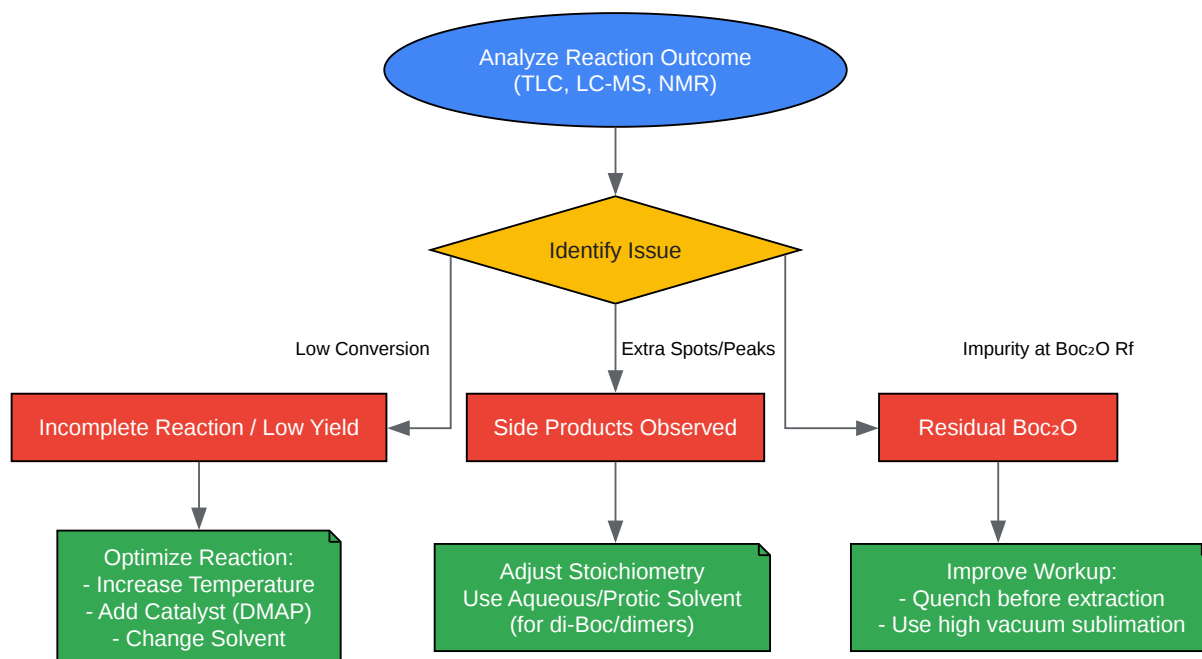 Analyze Reaction Outcome
(TLC, LC-MS, NMR)
Identify Issue
Low Conversion
Extra Spots/Peaks
Impurity at Boc₂O Rf
Incomplete Reaction / Low Yield
Side Products Observed
Residual Boc₂O
Optimize Reaction:
- Increase Temperature
- Add Catalyst (DMAP)
- Change Solvent
Adjust Stoichiometry
Use Aqueous/Protic Solvent
(for di-Boc/dimers)
Improve Workup:
- Quench before extraction
- Use high vacuum sublimation